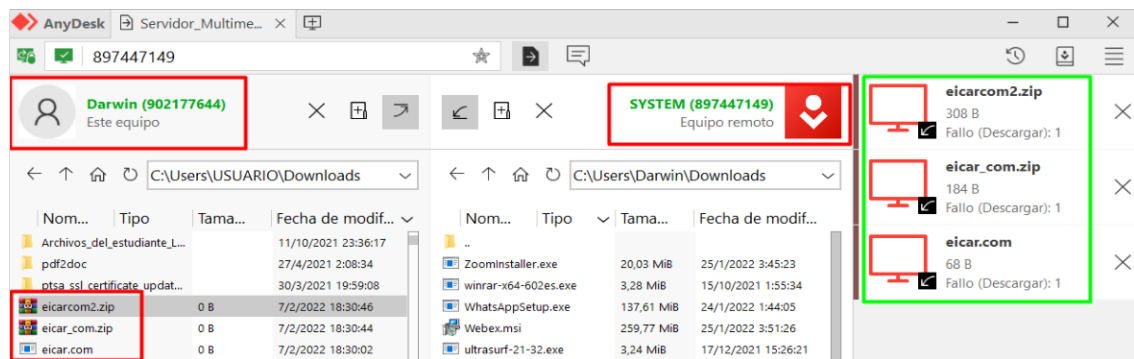 AnyDesk Servidor_Multime...
897447149
Darwin (902177644)
Este equipo
SYSTEM (897447149)
Equipo remoto
C:\Users\USUARIO\Downloads
C:\Users\Darwin\Downloads
Nom... Tipo Tama... Fecha de modif...
Archivos_del_estudiante_L... 11/10/2021 23:36:17
pdf2doc 27/4/2021 2:08:34
ptsa ssl certificate updat... 30/3/2021 19:59:08
eicarcom2.zip 0 B 7/2/2022 18:30:46
eicar_com.zip 0 B 7/2/2022 18:30:44
eicar.com 0 B 7/2/2022 18:30:02
Nom... Tipo Tama... Fecha de modif...
..
ZoomInstaller.exe 20,03 MiB 25/1/2022 3:45:23
winrar-x64-602es.exe 3,28 MiB 15/10/2021 1:55:34
WhatsAppSetup.exe 137,61 MiB 24/1/2022 1:44:05
Webex.msi 259,77 MiB 25/1/2022 3:51:26
ultrasurf-21-32.exe 3,24 MiB 17/12/2021 15:26:21
eicarcom2.zip
308 B
Fallo (Descargar): 1
eicar_com.zip
184 B
Fallo (Descargar): 1
eicar.com
68 B
Fallo (Descargar): 1